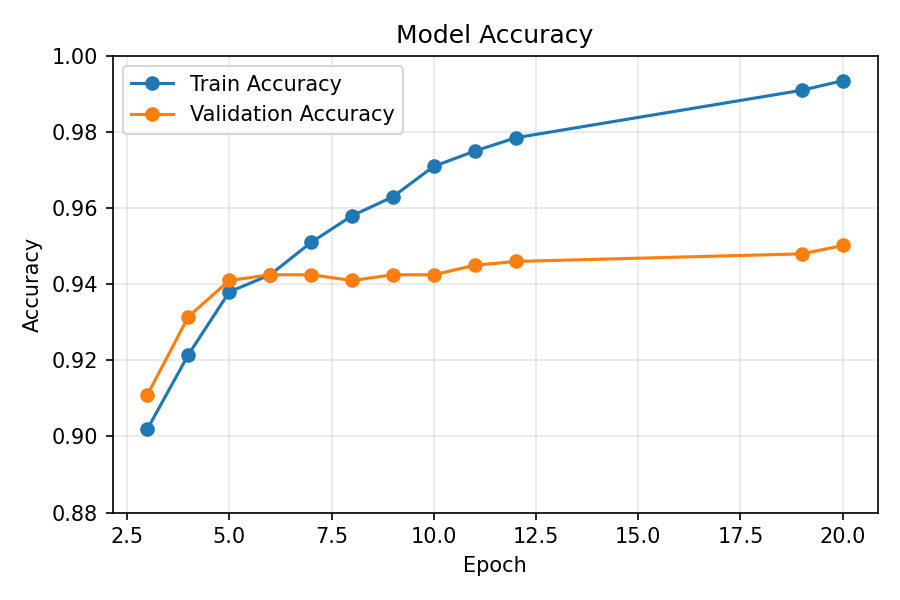 Model Accuracy
Train Accuracy
Validation Accuracy
1.00
0.98
0.96
0.94
0.92
0.90
0.88
Accuracy
2.5 5.0 7.5 10.0 12.5 15.0 17.5 20.0
Epoch